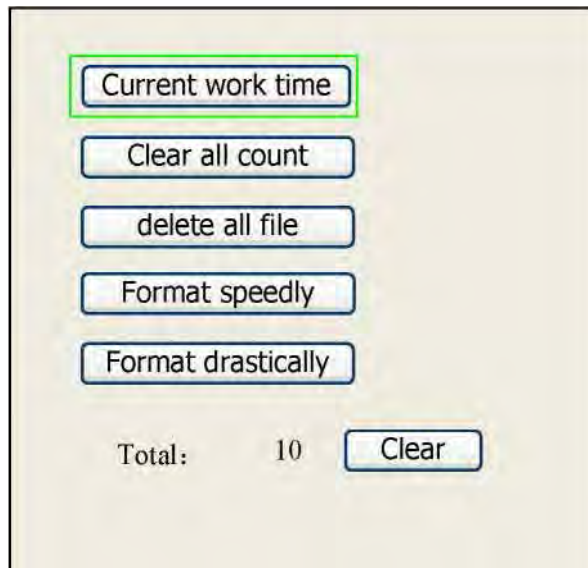 Current work time
Clear all count
delete all file
Format speedly
Format drastically
Total: 10 Clear